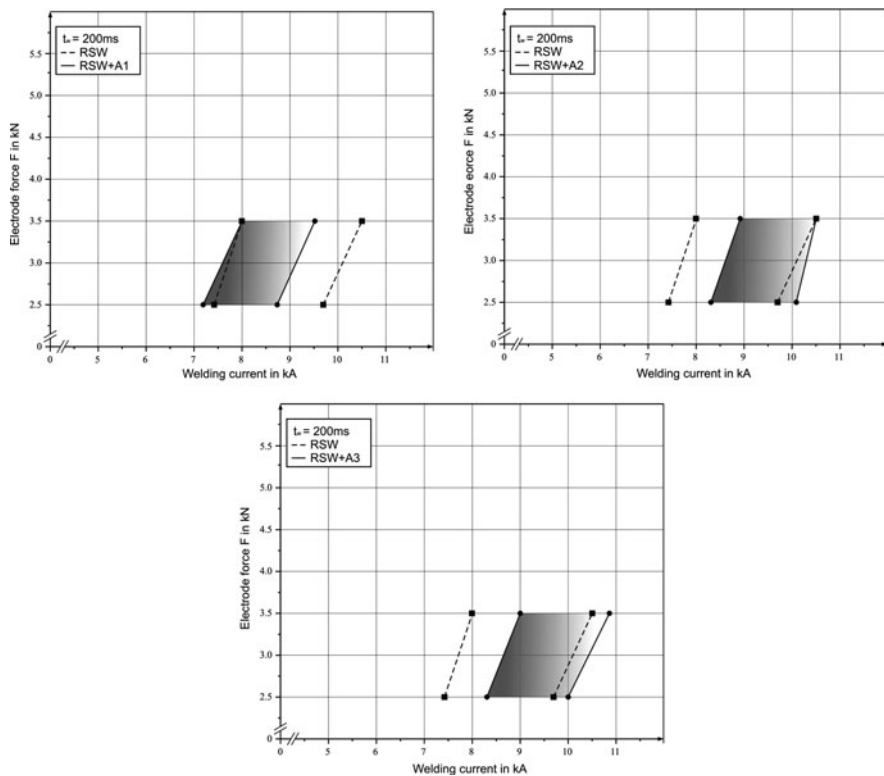 tw = 200ms
RSW
RSW+A1
Electrode force F in kN
5.5
5.0
4.5
4.0
3.5
3.0
2.5
0
0 5 6 7 8 9 10 11
Welding current in kA
tw = 200ms
RSW
RSW+A2
Electrode eorce F in kN
5.5
5.0
4.5
4.0
3.5
3.0
2.5
0
0 5 6 7 8 9 10 11
Welding current in kA
tw = 200ms
RSW
RSW+A3
Electrode force F in kN
5.5
5.0
4.5
4.0
3.5
3.0
2.5
0
0 5 6 7 8 9 10 11
Welding current in kA